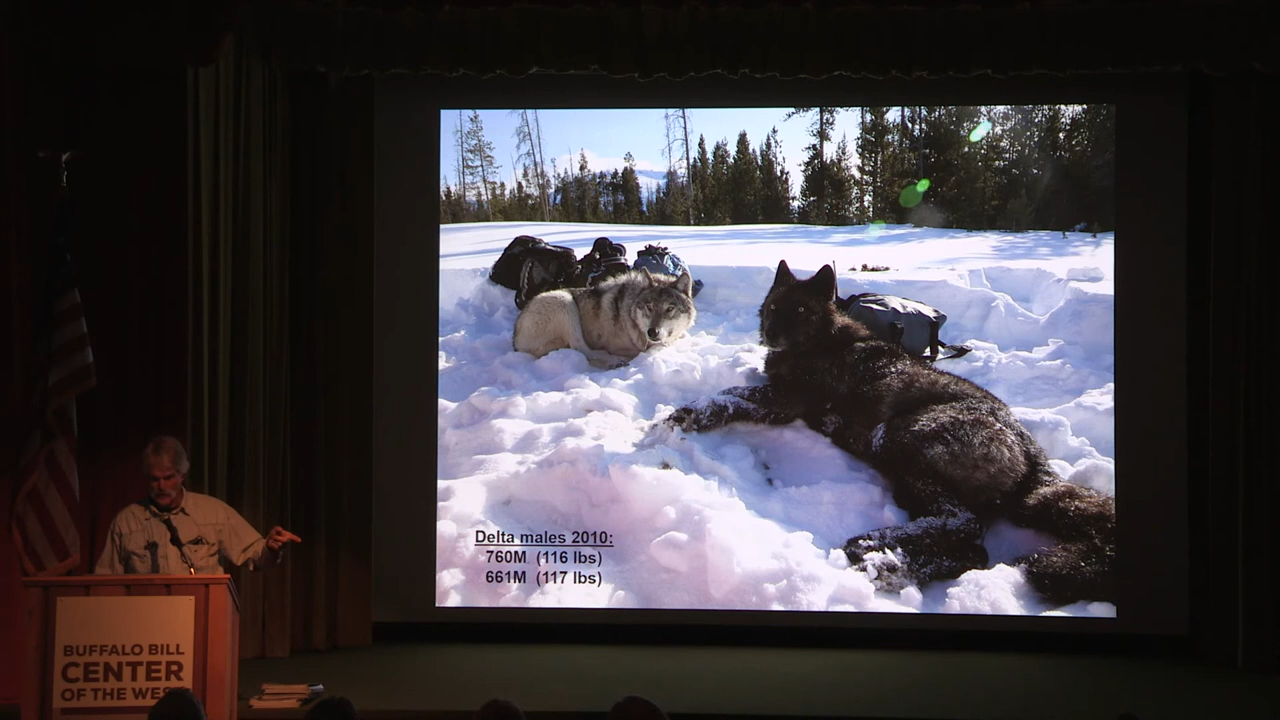 Delta males 2010:
760M (116 lbs)
661M (117 lbs)
BUFFALO BILL
CENTER
OF THE WEST